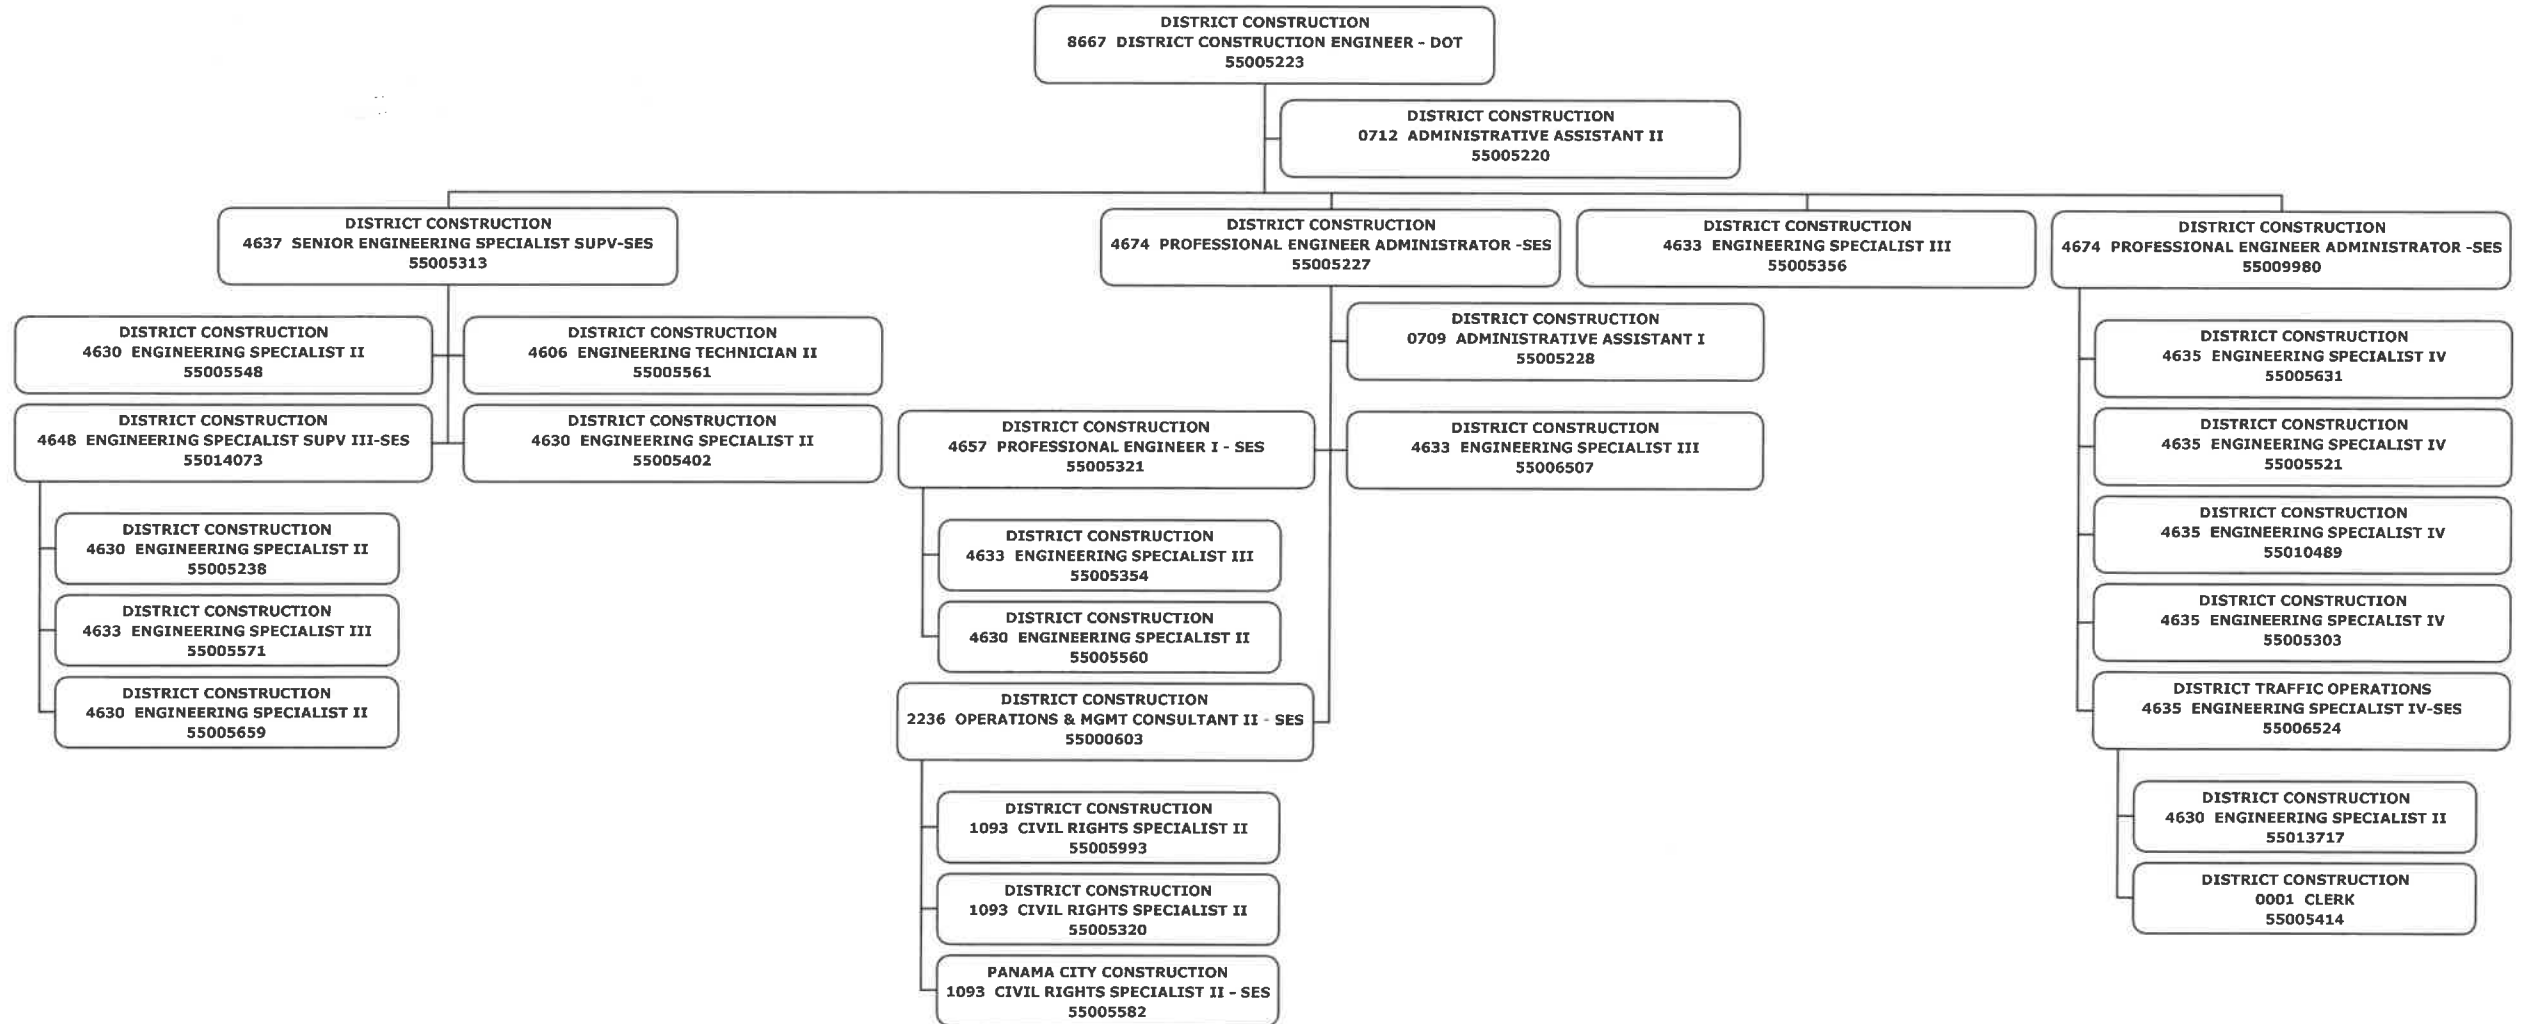 DISTRICT CONSTRUCTION
8667 DISTRICT CONSTRUCTION ENGINEER - DOT
55005223
DISTRICT CONSTRUCTION
0712 ADMINISTRATIVE ASSISTANT II
55005220
DISTRICT CONSTRUCTION
4637 SENIOR ENGINEERING SPECIALIST SUPV-SES
55005313
DISTRICT CONSTRUCTION
4630 ENGINEERING SPECIALIST II
55005548
DISTRICT CONSTRUCTION
4606 ENGINEERING TECHNICIAN II
55005561
DISTRICT CONSTRUCTION
4648 ENGINEERING SPECIALIST SUPV III-SES
55014073
DISTRICT CONSTRUCTION
4630 ENGINEERING SPECIALIST II
55005402
DISTRICT CONSTRUCTION
4630 ENGINEERING SPECIALIST II
55005238
DISTRICT CONSTRUCTION
4633 ENGINEERING SPECIALIST III
55005571
DISTRICT CONSTRUCTION
4630 ENGINEERING SPECIALIST II
55005659
DISTRICT CONSTRUCTION
4674 PROFESSIONAL ENGINEER ADMINISTRATOR -SES
55005227
DISTRICT CONSTRUCTION
0709 ADMINISTRATIVE ASSISTANT I
55005228
DISTRICT CONSTRUCTION
4657 PROFESSIONAL ENGINEER I - SES
55005321
DISTRICT CONSTRUCTION
4633 ENGINEERING SPECIALIST III
55006507
DISTRICT CONSTRUCTION
4633 ENGINEERING SPECIALIST III
55005354
DISTRICT CONSTRUCTION
4630 ENGINEERING SPECIALIST II
55005560
DISTRICT CONSTRUCTION
2236 OPERATIONS & MGMT CONSULTANT II - SES
55000603
DISTRICT CONSTRUCTION
1093 CIVIL RIGHTS SPECIALIST II
55005993
DISTRICT CONSTRUCTION
1093 CIVIL RIGHTS SPECIALIST II
55005320
PANAMA CITY CONSTRUCTION
1093 CIVIL RIGHTS SPECIALIST II - SES
55005582
DISTRICT CONSTRUCTION
4633 ENGINEERING SPECIALIST III
55005356
DISTRICT CONSTRUCTION
4674 PROFESSIONAL ENGINEER ADMINISTRATOR -SES
55009980
DISTRICT CONSTRUCTION
4635 ENGINEERING SPECIALIST IV
55005631
DISTRICT CONSTRUCTION
4635 ENGINEERING SPECIALIST IV
55005521
DISTRICT CONSTRUCTION
4635 ENGINEERING SPECIALIST IV
55010489
DISTRICT CONSTRUCTION
4635 ENGINEERING SPECIALIST IV
55005303
DISTRICT TRAFFIC OPERATIONS
4635 ENGINEERING SPECIALIST IV-SES
55006524
DISTRICT CONSTRUCTION
4630 ENGINEERING SPECIALIST II
55013717
DISTRICT CONSTRUCTION
0001 CLERK
55005414